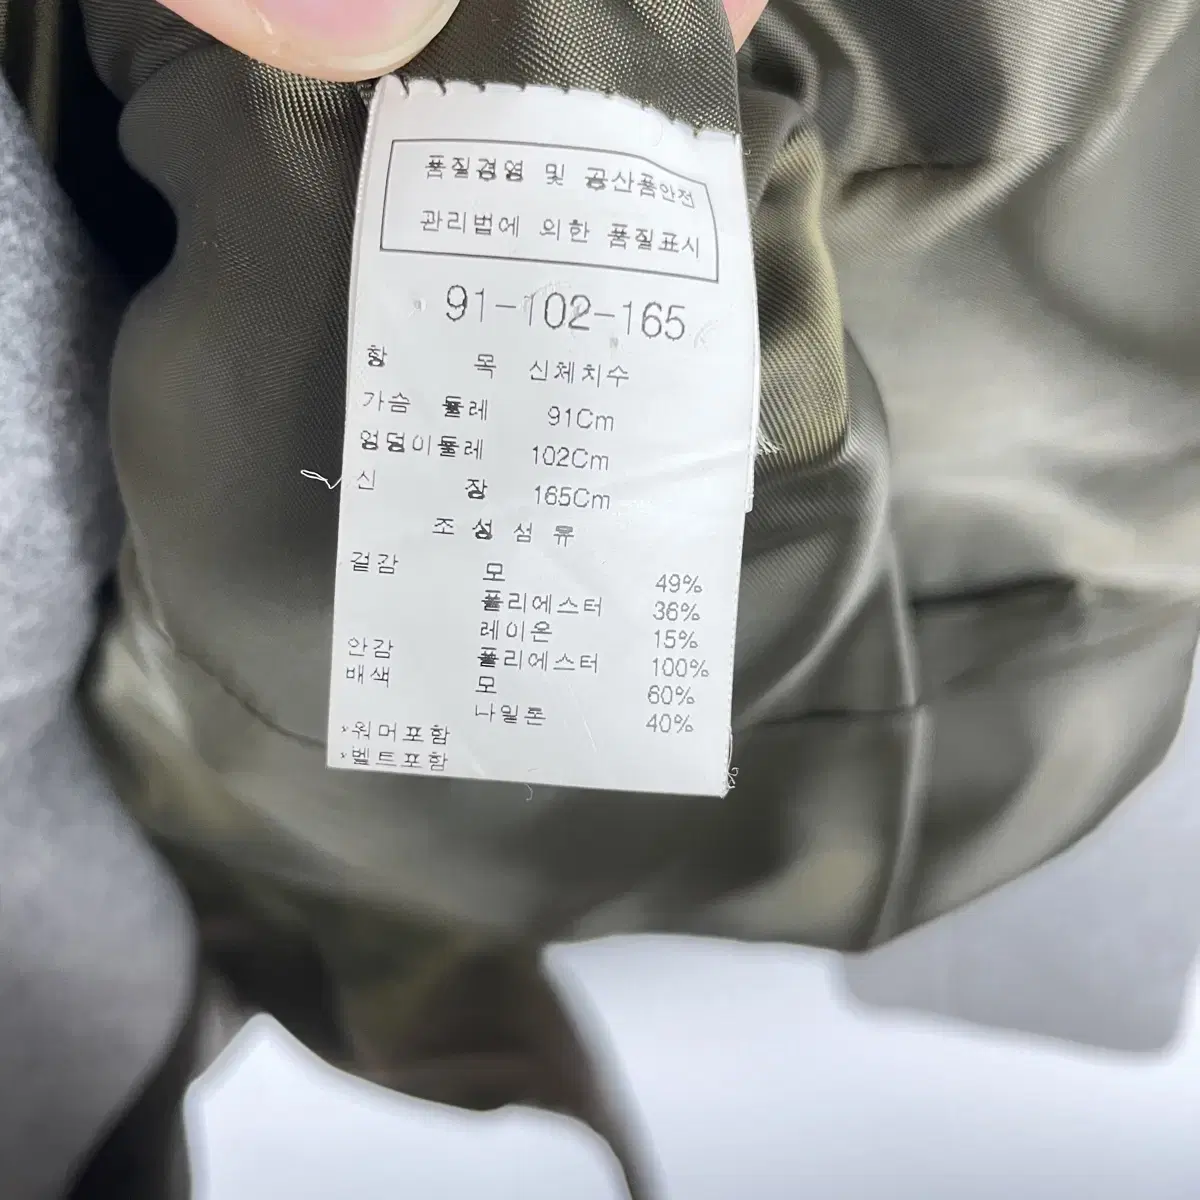 품질경영 및 공산품안전
관리법에 의한 품질표시
91-102-165
항 목 신체치수
가슴 둘레 91Cm
엉덩이둘레 102Cm
신 장 165Cm
조 성 섬 유
겉감 모 49%
폴리에스터 36%
레이온 15%
안감 폴리에스터 100%
배색 모 60%
나일론 40%
*워머포함
*벨트포함